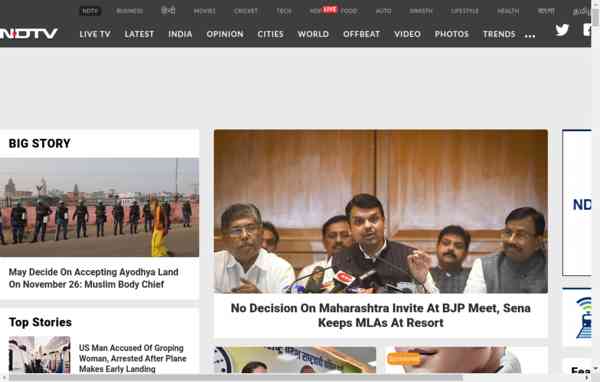 NDTV BUSINESS हिन्दी MOVIES CRICKET TECH HOP LIVE FOOD AUTO SWASTH LIFESTYLE HEALTH বাংলা தமிழ்
NDTV LIVE TV LATEST INDIA OPINION CITIES WORLD OFFBEAT VIDEO PHOTOS TRENDS ...
BIG STORY
May Decide On Accepting Ayodhya Land
On November 26: Muslim Body Chief
Top Stories
US Man Accused Of Groping
Woman, Arrested After Plane
Makes Early Landing
No Decision On Maharashtra Invite At BJP Meet, Sena
Keeps MLAs At Resort
ND
Fea